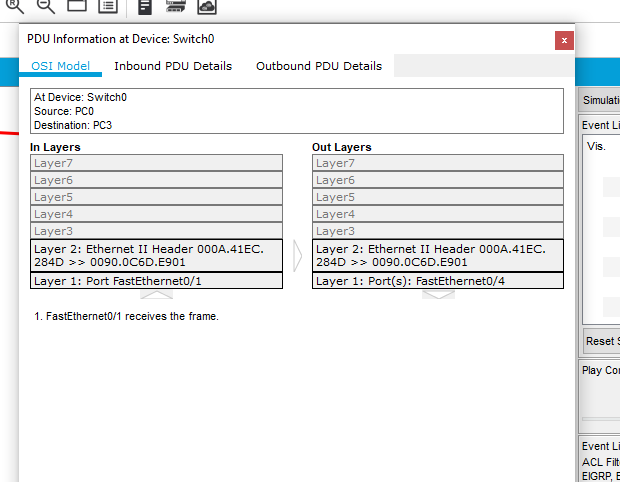 PDU Information at Device: Switch0
x
OSI Model
Inbound PDU Details
Outbound PDU Details
At Device: Switch0
Source: PC0
Destination: PC3
In Layers
Out Layers
Layer7
Layer7
Layer6
Layer6
Layer5
Layer5
Layer4
Layer4
Layer3
Layer3
Layer 2: Ethernet II Header 000A.41EC.
284D >> 0090.0C6D.E901
Layer 2: Ethernet II Header 000A.41EC.
284D >> 0090.0C6D.E901
Layer 1: Port FastEthernet0/1
Layer 1: Port(s): FastEthernet0/4
1. FastEthernet0/1 receives the frame.
Simulati
Event Li
Vis.
Reset S
Play Co
Event Li
ACL Filt
EIGRP, E
R